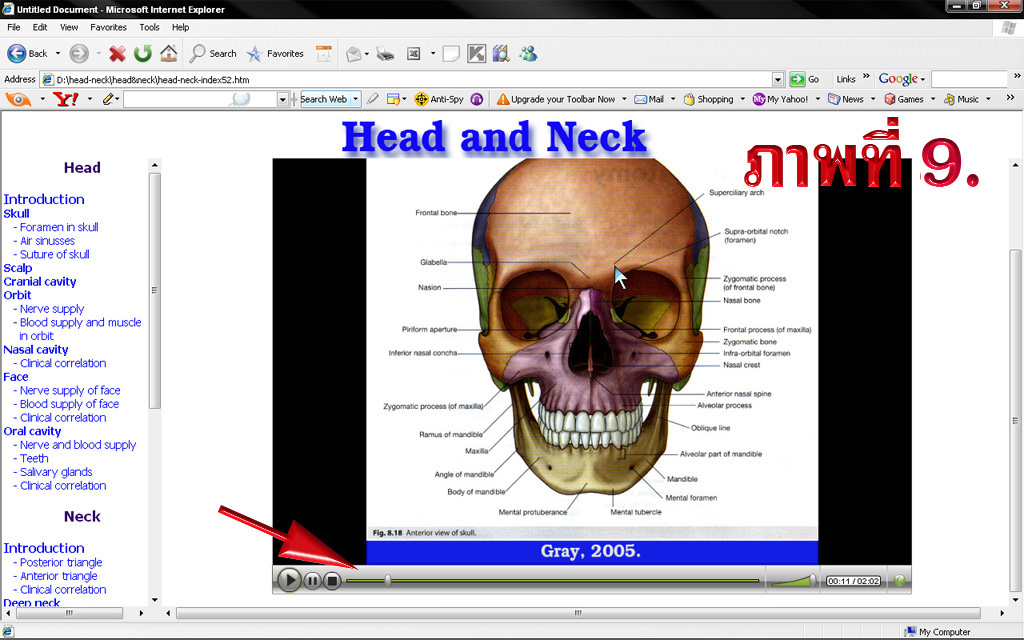 Untitled Document - Microsoft Internet Explorer
File Edit View Favorites Tools Help
Back Search Favorites
Address D:\head-neck\head&neck\head-neck-index52.htm Go Links » Google
Y! Search Web Anti-Spy Upgrade your Toolbar Now Mail Shopping My Yahoo! News Games Music »
Head and Neck
ภาพที่ 9.
Head
Introduction
Skull
- Foramen in skull
- Air sinusses
- Suture of skull
Scalp
Cranial cavity
Orbit
- Nerve supply
- Blood supply and muscle
in orbit
Nasal cavity
- Clinical correlation
Face
- Nerve supply of face
- Blood supply of face
- Clinical correlation
Oral cavity
- Nerve and blood supply
- Teeth
- Salivary glands
- Clinical correlation
Neck
Introduction
- Posterior triangle
- Anterior triangle
- Clinical correlation
Deep neck
Frontal bone
Glabella
Nasion
Piriform aperture
Inferior nasal concha
Zygomatic process (of maxilla)
Ramus of mandible
Maxilla
Angle of mandible
Body of mandible
Mental protuberance
Superciliary arch
Supra-orbital notch
(foramen)
Zygomatic process
(of frontal bone)
Nasal bone
Frontal process (of maxilla)
Zygomatic bone
Infra-orbital foramen
Nasal crest
Anterior nasal spine
Alveolar process
Oblique line
Alveolar part of mandible
Mandible
Mental foramen
Mental tubercle
Fig. 8.18 Anterior view of skull.
Gray, 2005.
00:11 / 02:02
My Computer